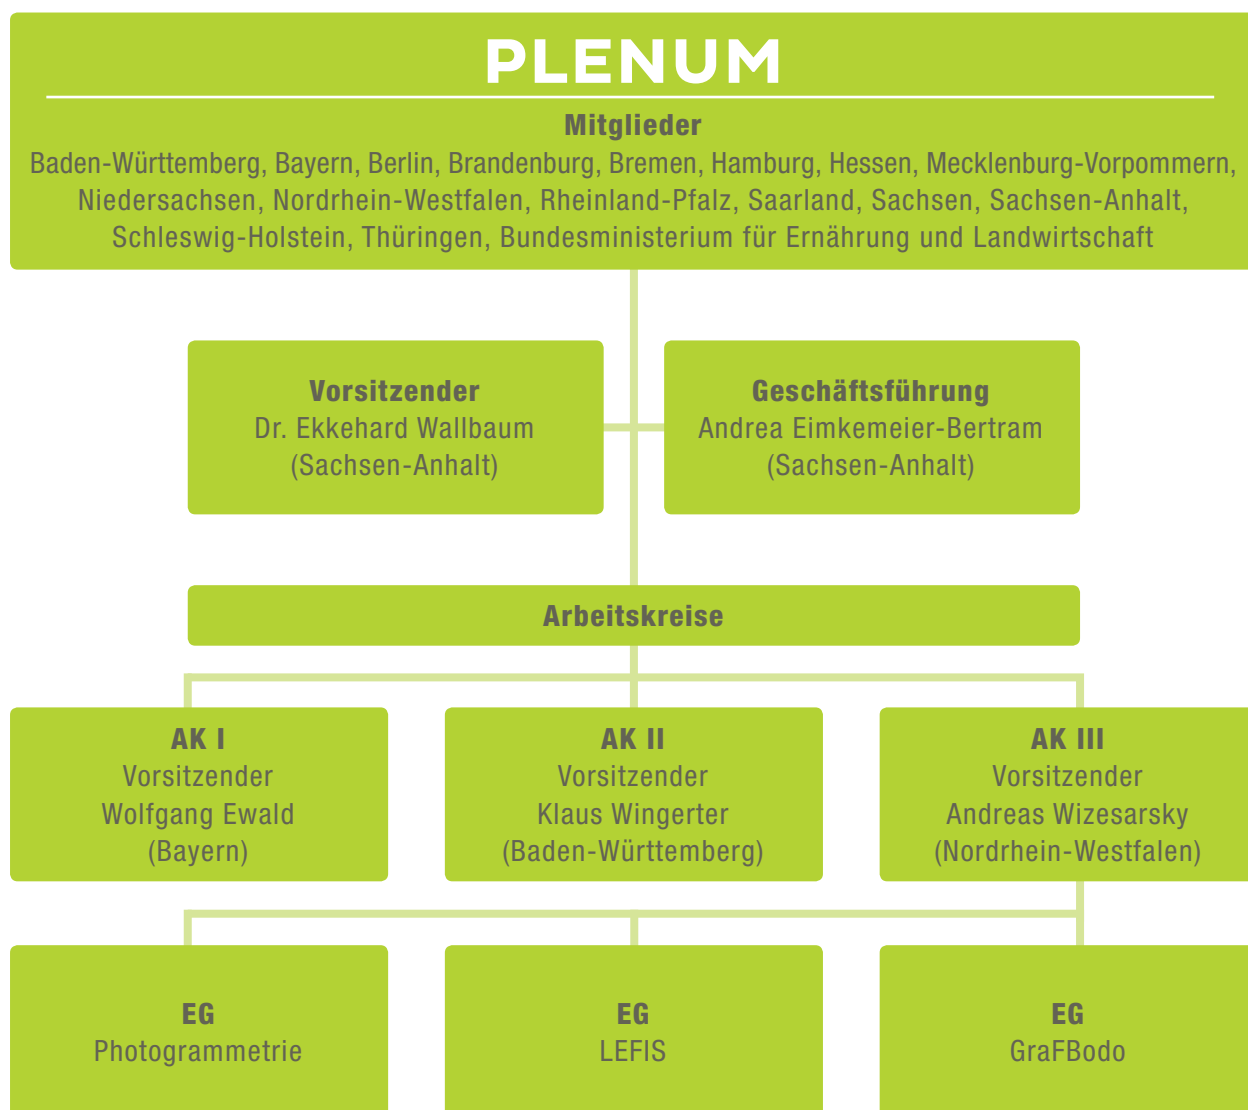 PLENUM
Mitglieder
Baden-Württemberg, Bayern, Berlin, Brandenburg, Bremen, Hamburg, Hessen, Mecklenburg-Vorpommern,
Niedersachsen, Nordrhein-Westfalen, Rheinland-Pfalz, Saarland, Sachsen, Sachsen-Anhalt,
Schleswig-Holstein, Thüringen, Bundesministerium für Ernährung und Landwirtschaft
Vorsitzender
Dr. Ekkehard Wallbaum
(Sachsen-Anhalt)
Geschäftsführung
Andrea Eimkemeier-Bertram
(Sachsen-Anhalt)
Arbeitskreise
AK I
Vorsitzender
Wolfgang Ewald
(Bayern)
AK II
Vorsitzender
Klaus Wingerter
(Baden-Württemberg)
AK III
Vorsitzender
Andreas Wizesarsky
(Nordrhein-Westfalen)
EG
Photogrammetrie
EG
LEFIS
EG
GraFBodo